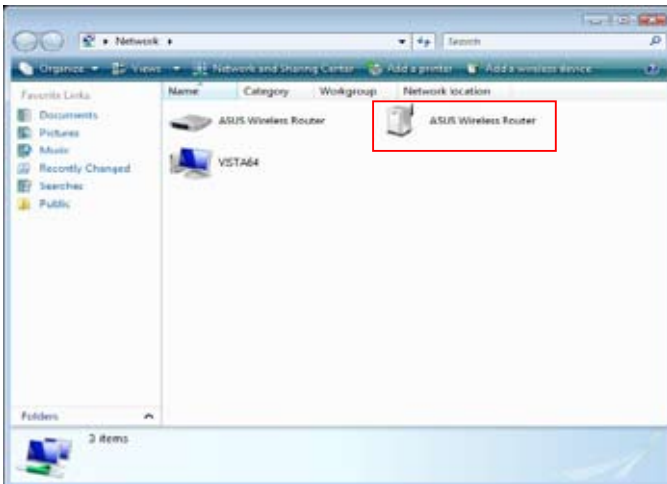 Network
Search
Organize Views Network and Sharing Center Add a printer Add a wireless device
Favorite Links
Documents
Pictures
Music
Recently Changed
Searches
Public
Folders
Name Category Workgroup Network location
ASUS Wireless Router ASUS Wireless Router
VISTA64
3 items